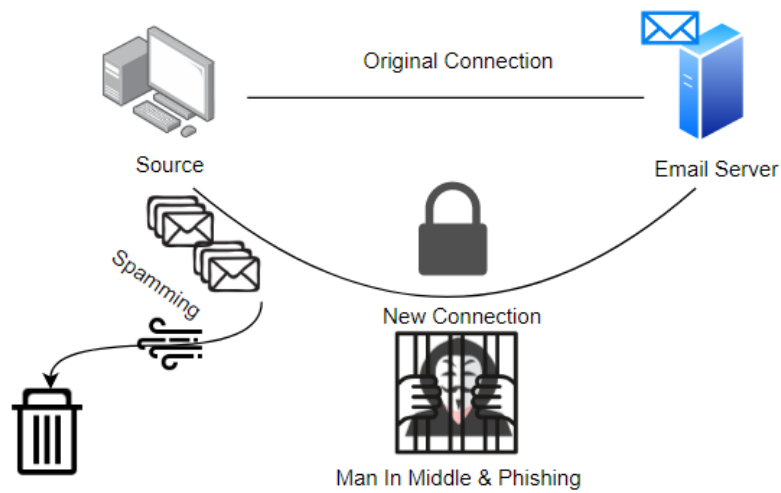 Original Connection
Source
Email Server
Spamming
New Connection
Man In Middle & Phishing